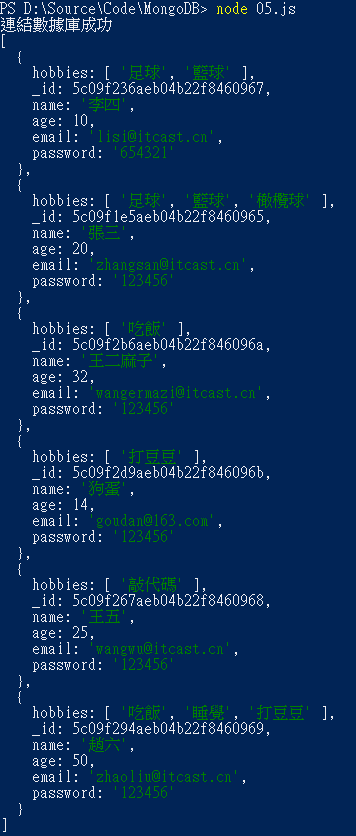 PS D:\Source\Code\MongoDB> node 05.js
連結數據庫成功
[
  {
    hobbies: [ '足球', '籃球' ],
    _id: 5c09f236aeb04b22f8460967,
    name: '李四',
    age: 10,
    email: 'lisi@itcast.cn',
    password: '654321'
  },
  {
    hobbies: [ '足球', '籃球', '橄欖球' ],
    _id: 5c09f1e5aeb04b22f8460965,
    name: '張三',
    age: 20,
    email: 'zhangsan@itcast.cn',
    password: '123456'
  },
  {
    hobbies: [ '吃飯' ],
    _id: 5c09f2b6aeb04b22f846096a,
    name: '王二麻子',
    age: 32,
    email: 'wangermazi@itcast.cn',
    password: '123456'
  },
  {
    hobbies: [ '打豆豆' ],
    _id: 5c09f2d9aeb04b22f846096b,
    name: '狗蛋',
    age: 14,
    email: 'goudan@163.com',
    password: '123456'
  },
  {
    hobbies: [ '敲代碼' ],
    _id: 5c09f267aeb04b22f8460968,
    name: '王五',
    age: 25,
    email: 'wangwu@itcast.cn',
    password: '123456'
  },
  {
    hobbies: [ '吃飯', '睡覺', '打豆豆' ],
    _id: 5c09f294aeb04b22f8460969,
    name: '趙六',
    age: 50,
    email: 'zhaoliu@itcast.cn',
    password: '123456'
  }
]